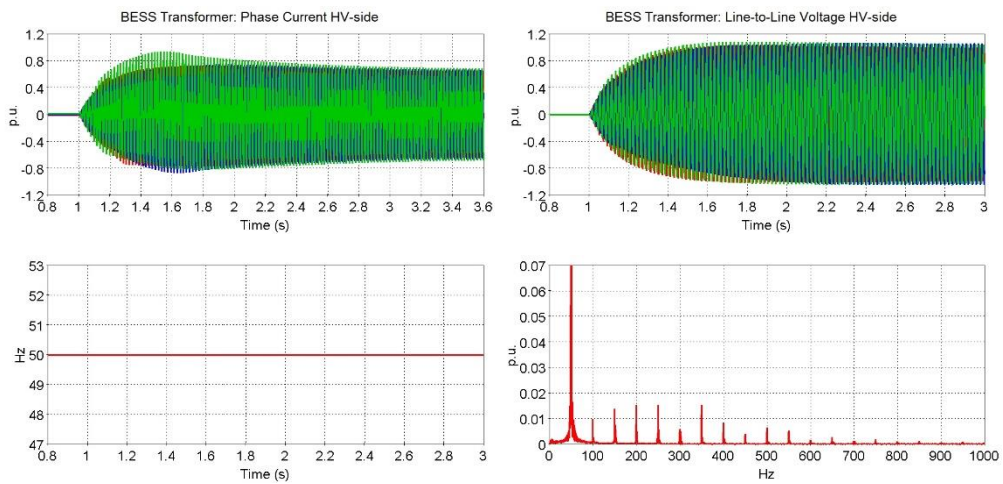 BESS Transformer: Phase Current HV-side
1.2
0.8
0.4
0
-0.4
-0.8
-1.2
p.u.
0.8 1 1.2 1.4 1.6 1.8 2 2.2 2.4 2.6 2.8 3 3.2 3.4 3.6
Time (s)
BESS Transformer: Line-to-Line Voltage HV-side
1.2
0.8
0.4
0
-0.4
-0.8
-1.2
p.u.
0.8 1 1.2 1.4 1.6 1.8 2 2.2 2.4 2.6 2.8 3
Time (s)
53
52
51
50
49
48
47
Hz
0.8 1 1.2 1.4 1.6 1.8 2 2.2 2.4 2.6 2.8 3
Time (s)
0.07
0.06
0.05
0.04
0.03
0.02
0.01
0
p.u.
0 100 200 300 400 500 600 700 800 900 1000
Hz